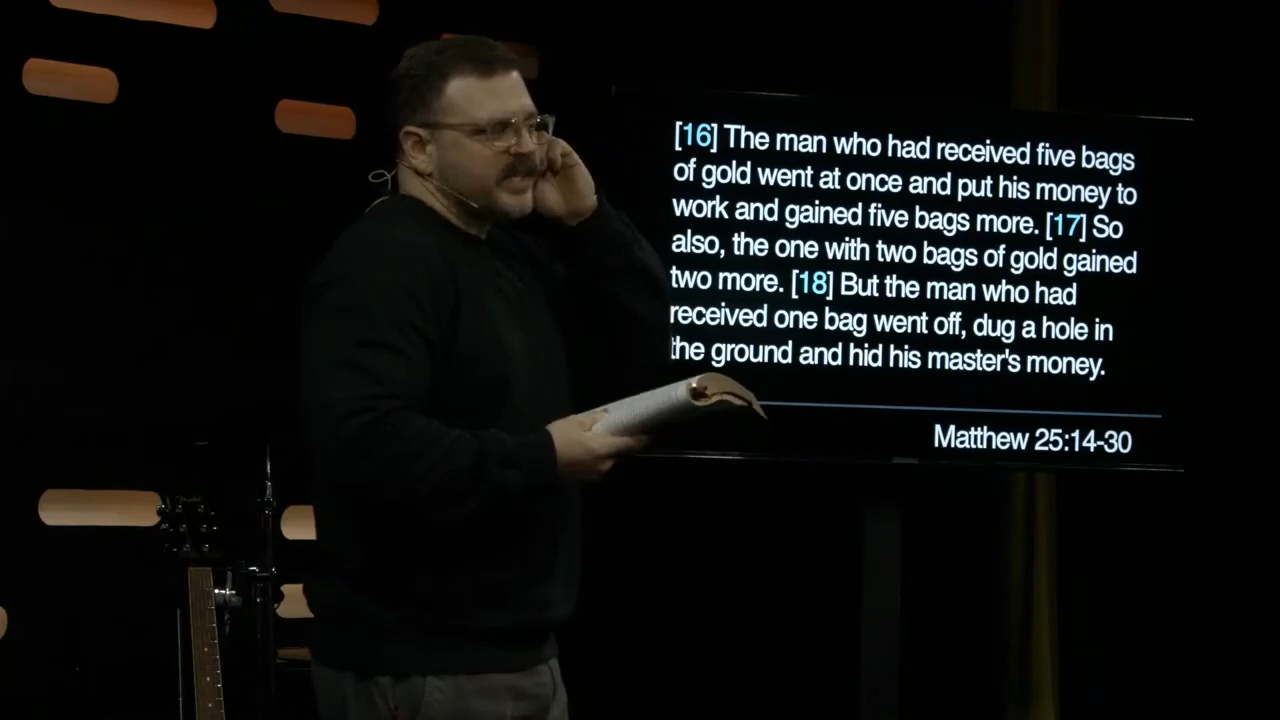 [16] The man who had received five bags
of gold went at once and put his money to
work and gained five bags more. [17] So
also, the one with two bags of gold gained
two more. [18] But the man who had
received one bag went off, dug a hole in
the ground and hid his master's money.
Matthew 25:14-30